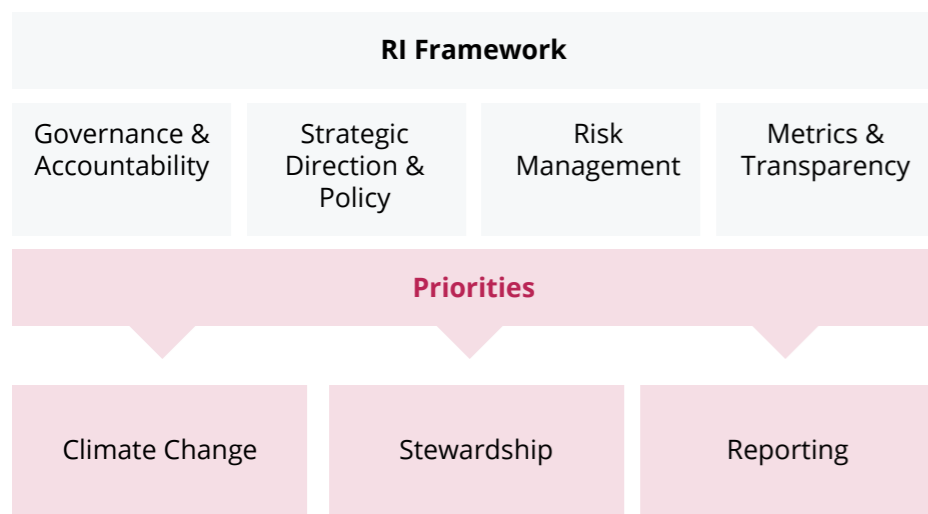 RI Framework
Governance &
Accountability
Strategic
Direction &
Policy
Risk
Management
Metrics &
Transparency
Priorities
Climate Change
Stewardship
Reporting